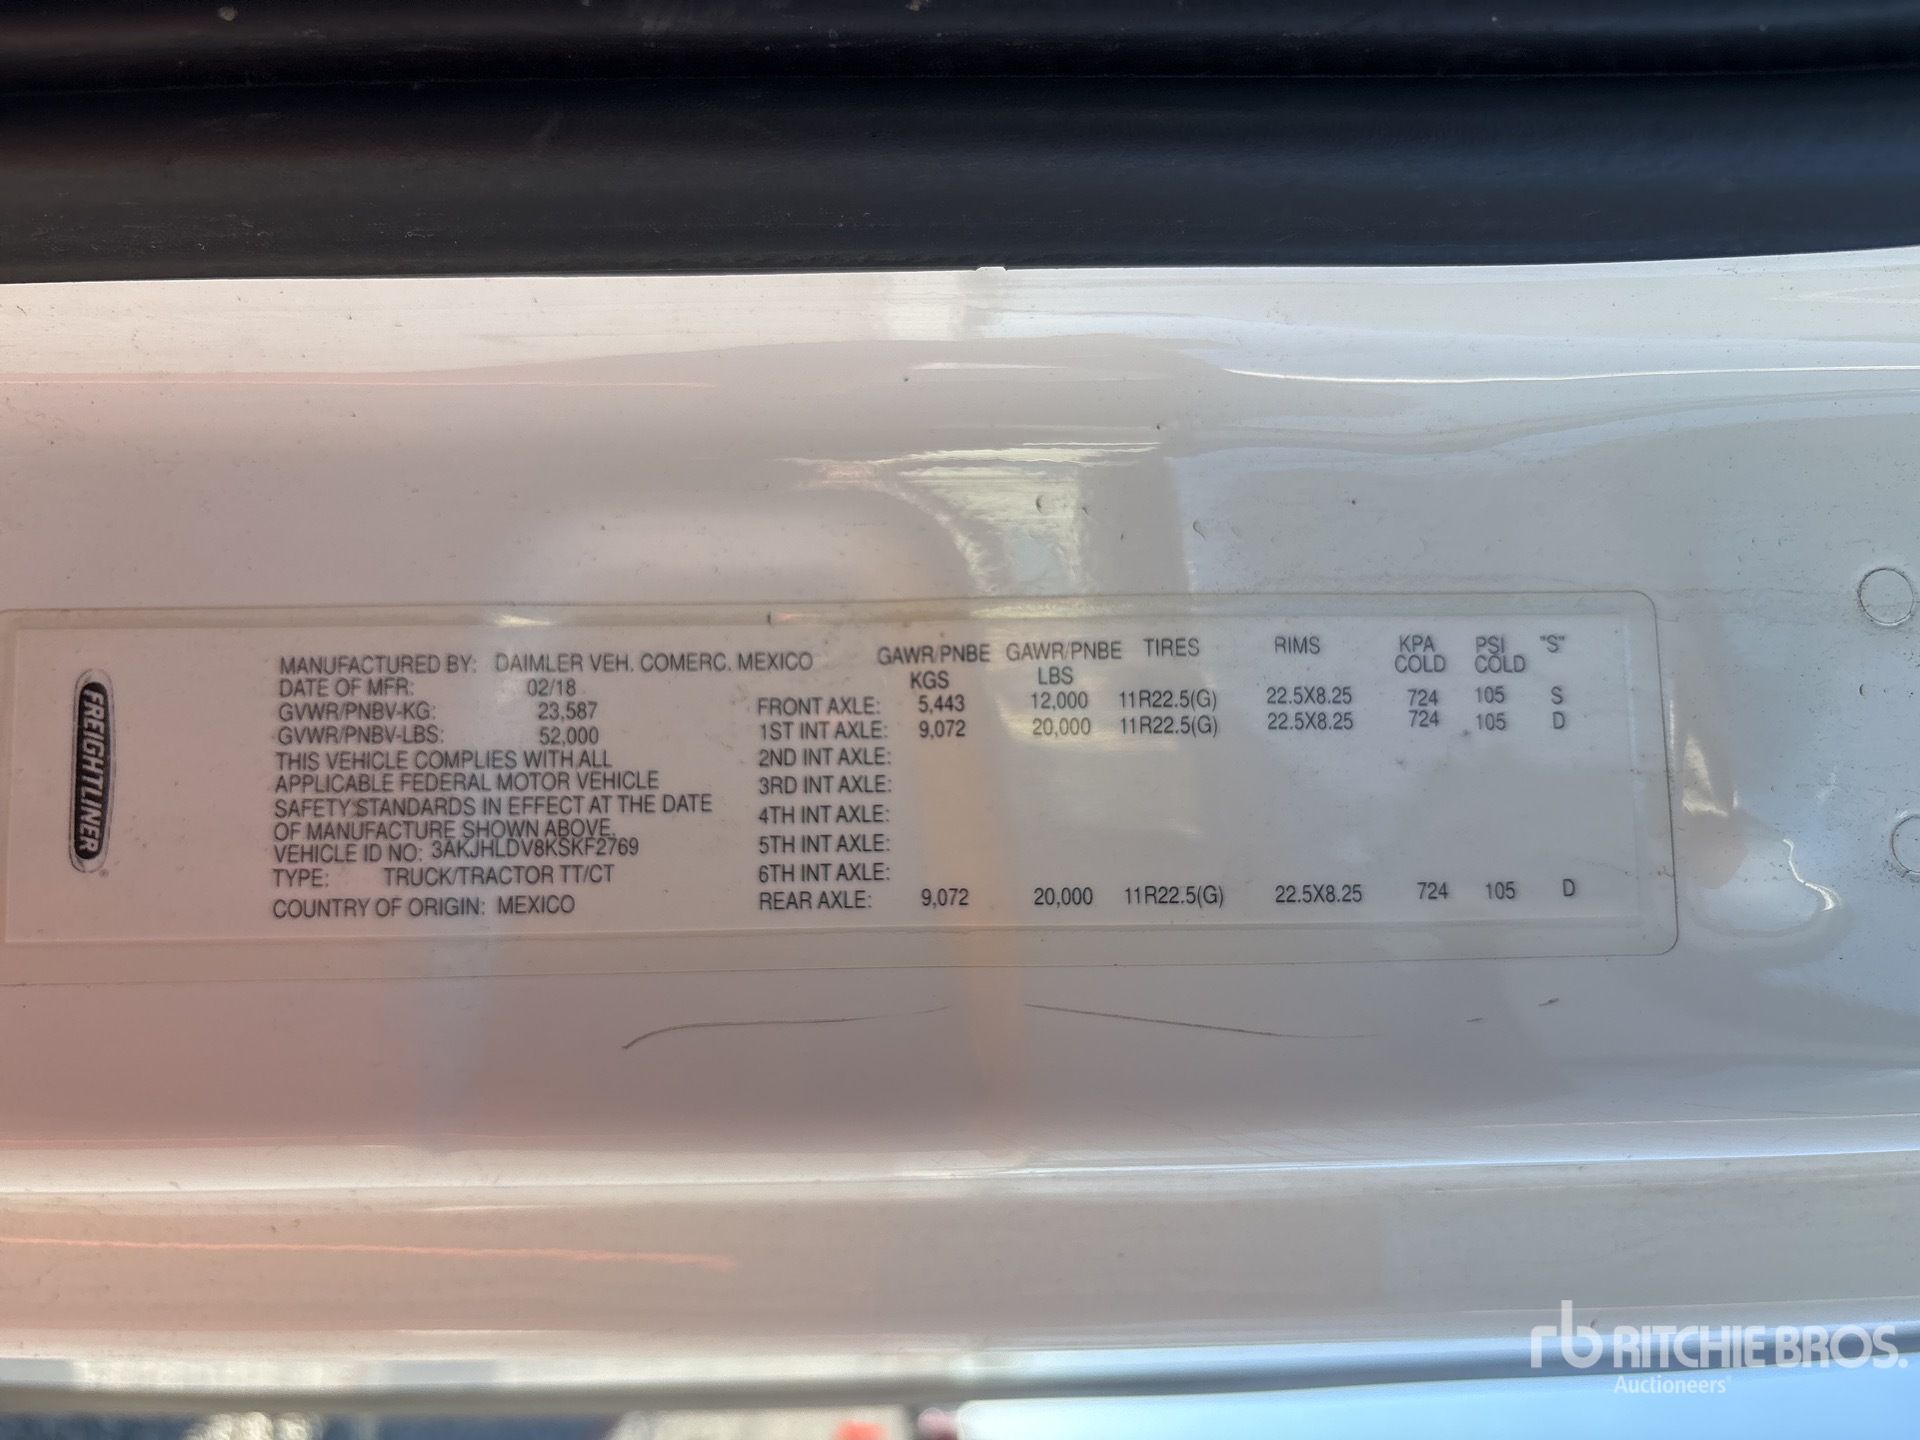 FREIGHTLINER
MANUFACTURED BY: DAIMLER VEH. COMERC. MEXICO
DATE OF MFR: 02/18
GVWR/PNBV-KG: 23,587
GVWR/PNBV-LBS: 52,000
THIS VEHICLE COMPLIES WITH ALL
APPLICABLE FEDERAL MOTOR VEHICLE
SAFETY STANDARDS IN EFFECT AT THE DATE
OF MANUFACTURE SHOWN ABOVE.
VEHICLE ID NO: 3AKJHLDV8KSKF2769
TYPE: TRUCK/TRACTOR TT/CT
COUNTRY OF ORIGIN: MEXICO
GAWR/PNBE KGS GAWR/PNBE LBS TIRES RIMS KPA COLD PSI COLD "S"
FRONT AXLE: 5,443 12,000 11R22.5(G) 22.5X8.25 724 105 S
1ST INT AXLE: 9,072 20,000 11R22.5(G) 22.5X8.25 724 105 D
2ND INT AXLE:
3RD INT AXLE:
4TH INT AXLE:
5TH INT AXLE:
6TH INT AXLE:
REAR AXLE: 9,072 20,000 11R22.5(G) 22.5X8.25 724 105 D
rb RITCHIE BROS.
Auctioneers